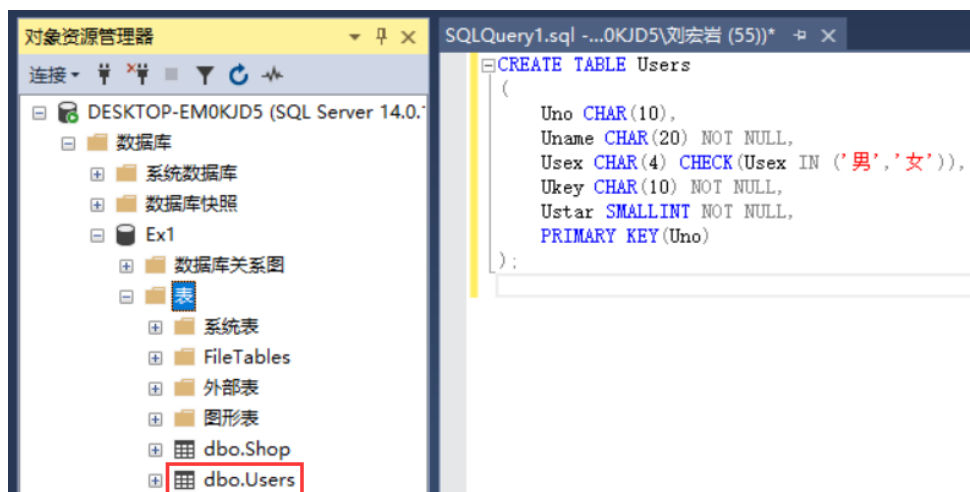 对象资源管理器
连接
DESKTOP-EM0KJD5 (SQL Server 14.0.
数据库
系统数据库
数据库快照
Ex1
数据库关系图
表
系统表
FileTables
外部表
图形表
dbo.Shop
dbo.Users
SQLQuery1.sql -...0KJD5\刘宏岩 (55))*
CREATE TABLE Users
(
Uno CHAR(10),
Uname CHAR(20) NOT NULL,
Usex CHAR(4) CHECK(Usex IN ('男','女')),
Ukey CHAR(10) NOT NULL,
Ustar SMALLINT NOT NULL,
PRIMARY KEY(Uno)
);